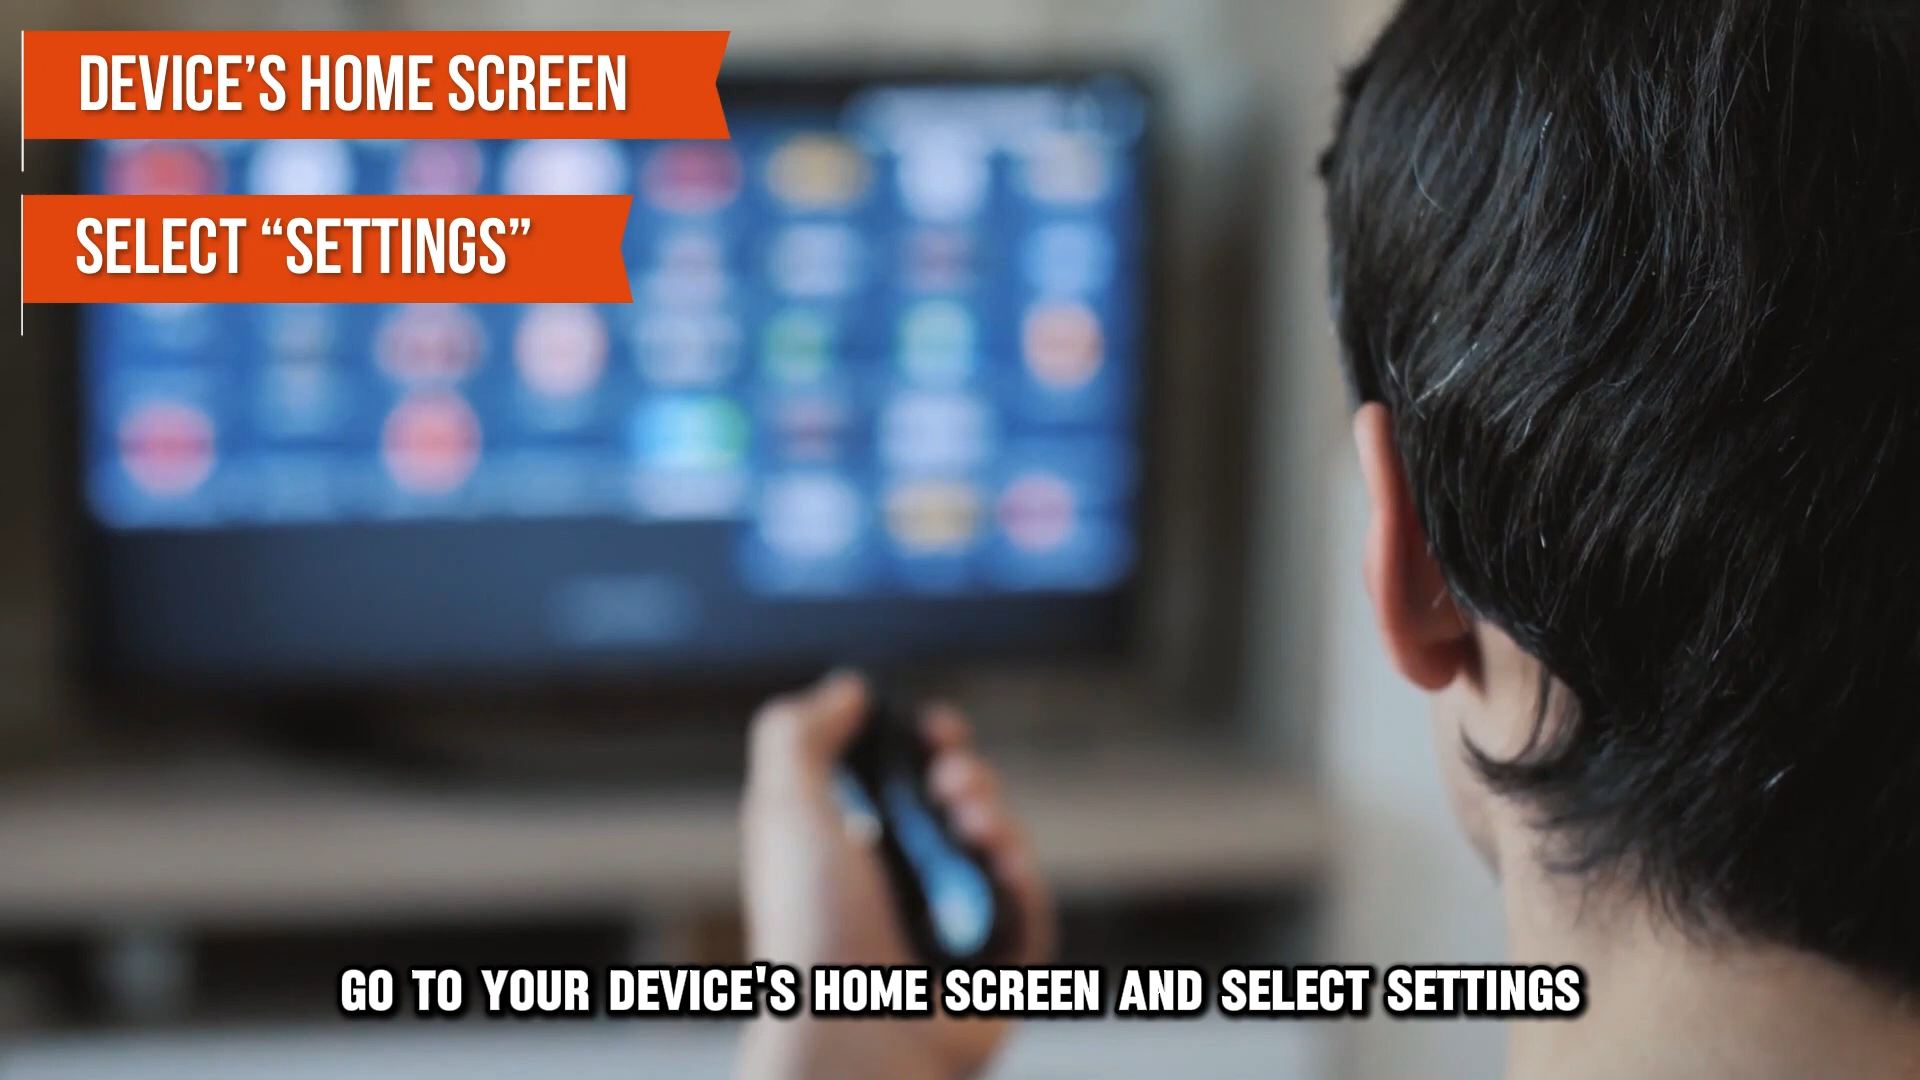 DEVICE’S HOME SCREEN
SELECT “SETTINGS”
GO TO YOUR DEVICE'S HOME SCREEN AND SELECT SETTINGS